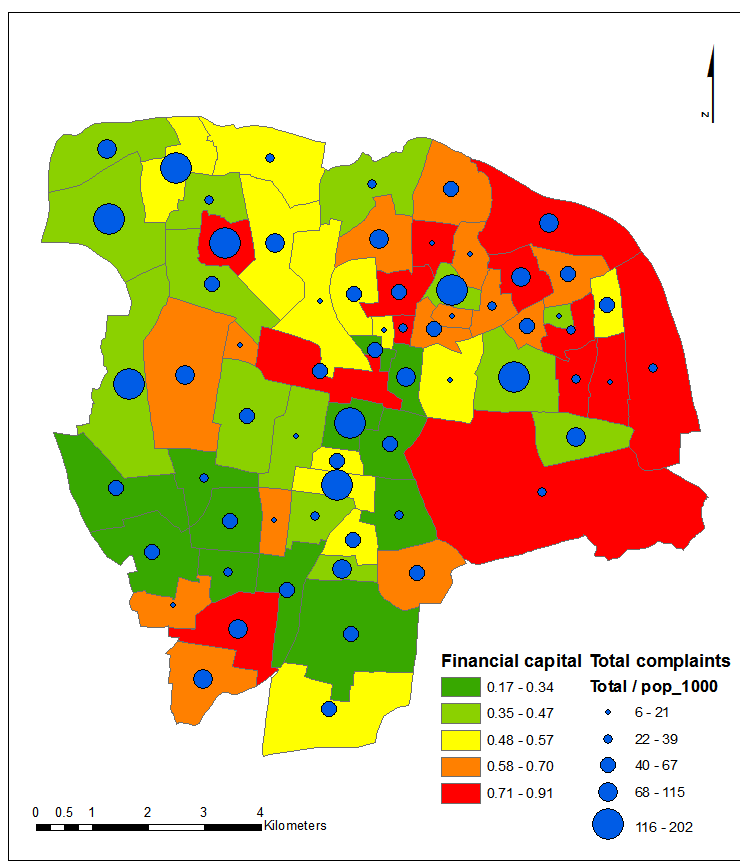 N
Financial capital Total complaints
Total / pop_1000
0.17 - 0.34
0.35 - 0.47
0.48 - 0.57
0.58 - 0.70
0.71 - 0.91
6 - 21
22 - 39
40 - 67
68 - 115
116 - 202
0 0.5 1 2 3 4
Kilometers